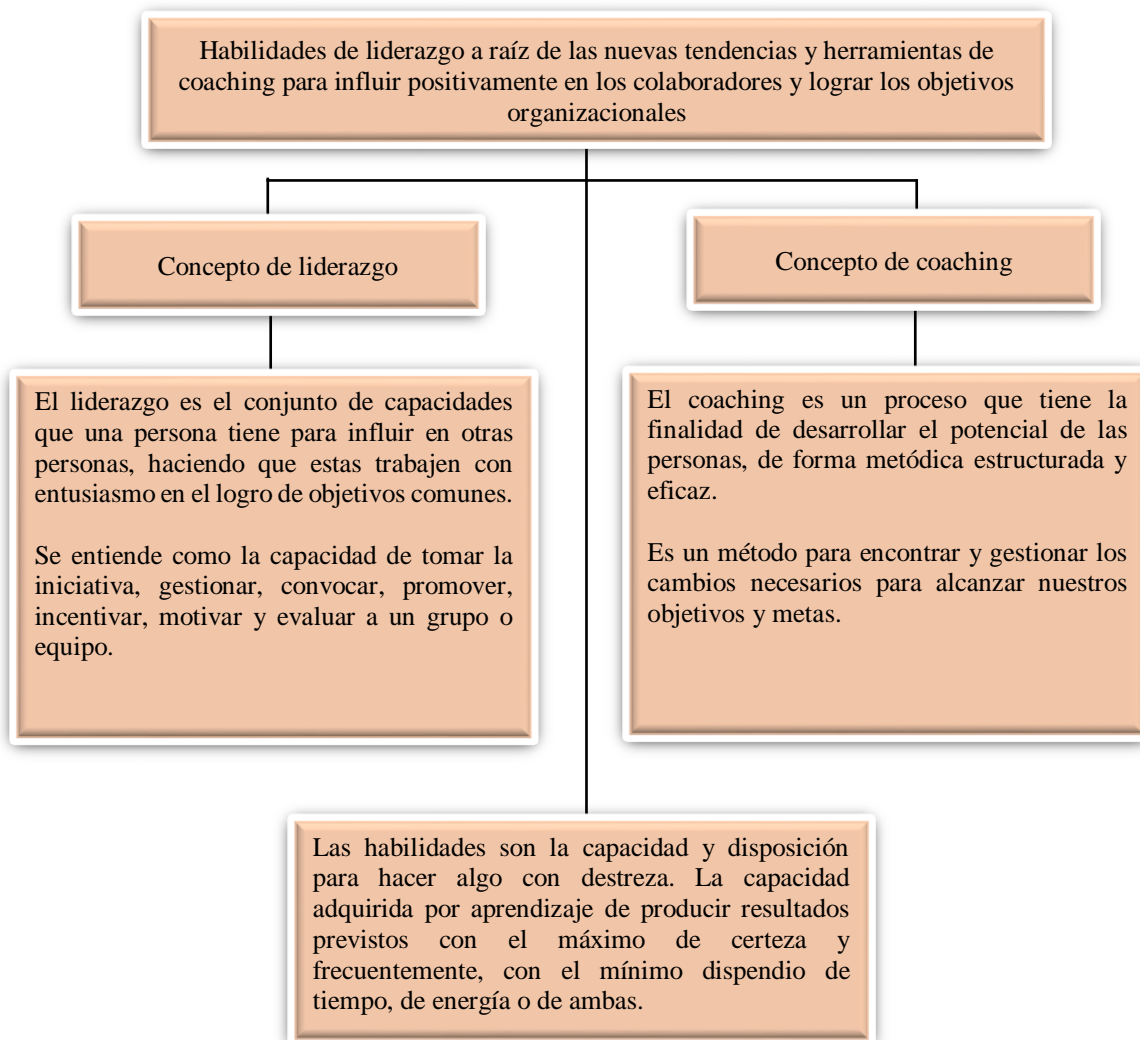 Habilidades de liderazgo a raíz de las nuevas tendencias y herramientas de
coaching para influir positivamente en los colaboradores y lograr los objetivos
organizacionales
Concepto de liderazgo
Concepto de coaching
El liderazgo es el conjunto de capacidades
que una persona tiene para influir en otras
personas, haciendo que estas trabajen con
entusiasmo en el logro de objetivos comunes.
Se entiende como la capacidad de tomar la
iniciativa, gestionar, convocar, promover,
incentivar, motivar y evaluar a un grupo o
equipo.
El coaching es un proceso que tiene la
finalidad de desarrollar el potencial de las
personas, de forma metódica estructurada y
eficaz.
Es un método para encontrar y gestionar los
cambios necesarios para alcanzar nuestros
objetivos y metas.
Las habilidades son la capacidad y disposición
para hacer algo con destreza. La capacidad
adquirida por aprendizaje de producir resultados
previstos con el máximo de certeza y
frecuentemente, con el mínimo dispendio de
tiempo, de energía o de ambas.